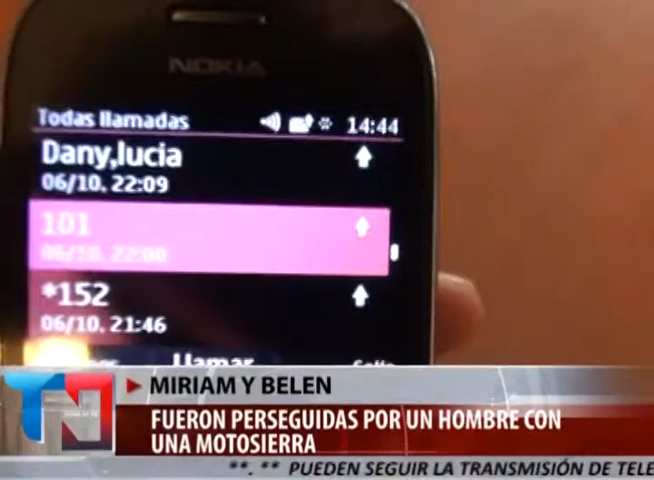 NOKIA
Todas llamadas 14:44
Dany,lucia
06/10, 22:09
101
06/10, 22:00
*152
06/10, 21:46
Llamar
TN
MIRIAM Y BELEN
FUERON PERSEGUIDAS POR UN HOMBRE CON
UNA MOTOSIERRA
**. ** PUEDEN SEGUIR LA TRANSMISIÓN DE TELE